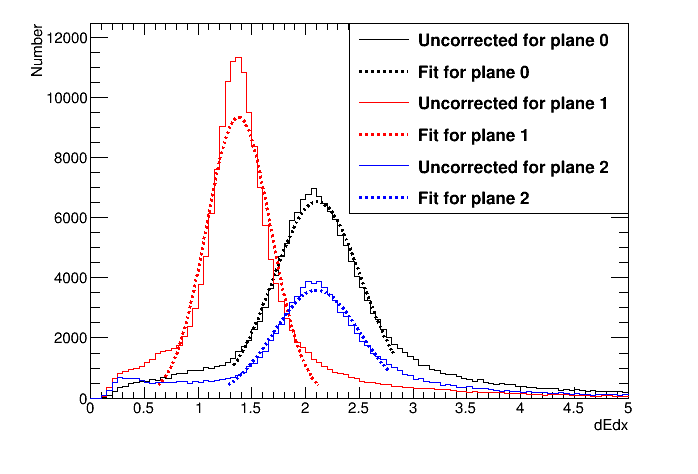 Number
12000
10000
8000
6000
4000
2000
0
0 0.5 1 1.5 2 2.5 3 3.5 4 4.5 5
dEdx
Uncorrected for plane 0
Fit for plane 0
Uncorrected for plane 1
Fit for plane 1
Uncorrected for plane 2
Fit for plane 2